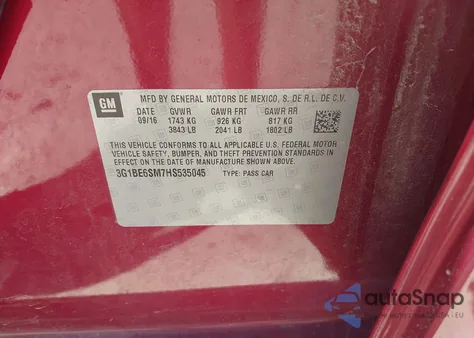 GM
MFD BY GENERAL MOTORS DE MEXICO, S. DE R.L. DE C.V.
DATE GVWR GAWR FRT GAWR RR
09/16 1743 KG 926 KG 817 KG
3843 LB 2041 LB 1802 LB
THIS VEHICLE CONFORMS TO ALL APPLICABLE U.S. FEDERAL MOTOR
VEHICLE SAFETY, BUMPER, AND THEFT PREVENTION STANDARDS IN
EFFECT ON THE DATE OF MANUFACTURE SHOWN ABOVE.
3G1BE6SM7HS535045 TYPE: PASS CAR
autoSnap